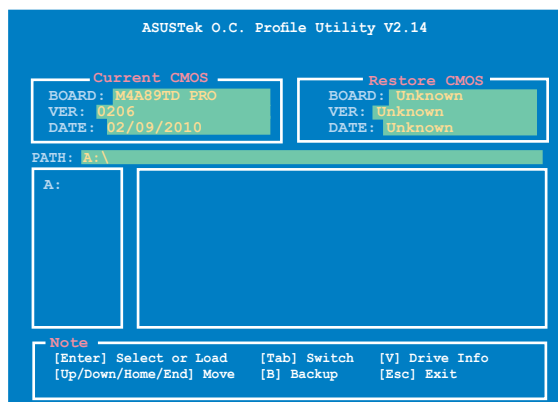 ASUSTek O.C. Profile Utility V2.14
Current CMOS
BOARD: M4A89TD PRO
VER: 0206
DATE: 02/09/2010
Restore CMOS
BOARD: Unknown
VER: Unknown
DATE: Unknown
PATH: A:\
A:
Note
[Enter] Select or Load [Tab] Switch [V] Drive Info
[Up/Down/Home/End] Move [B] Backup [Esc] Exit